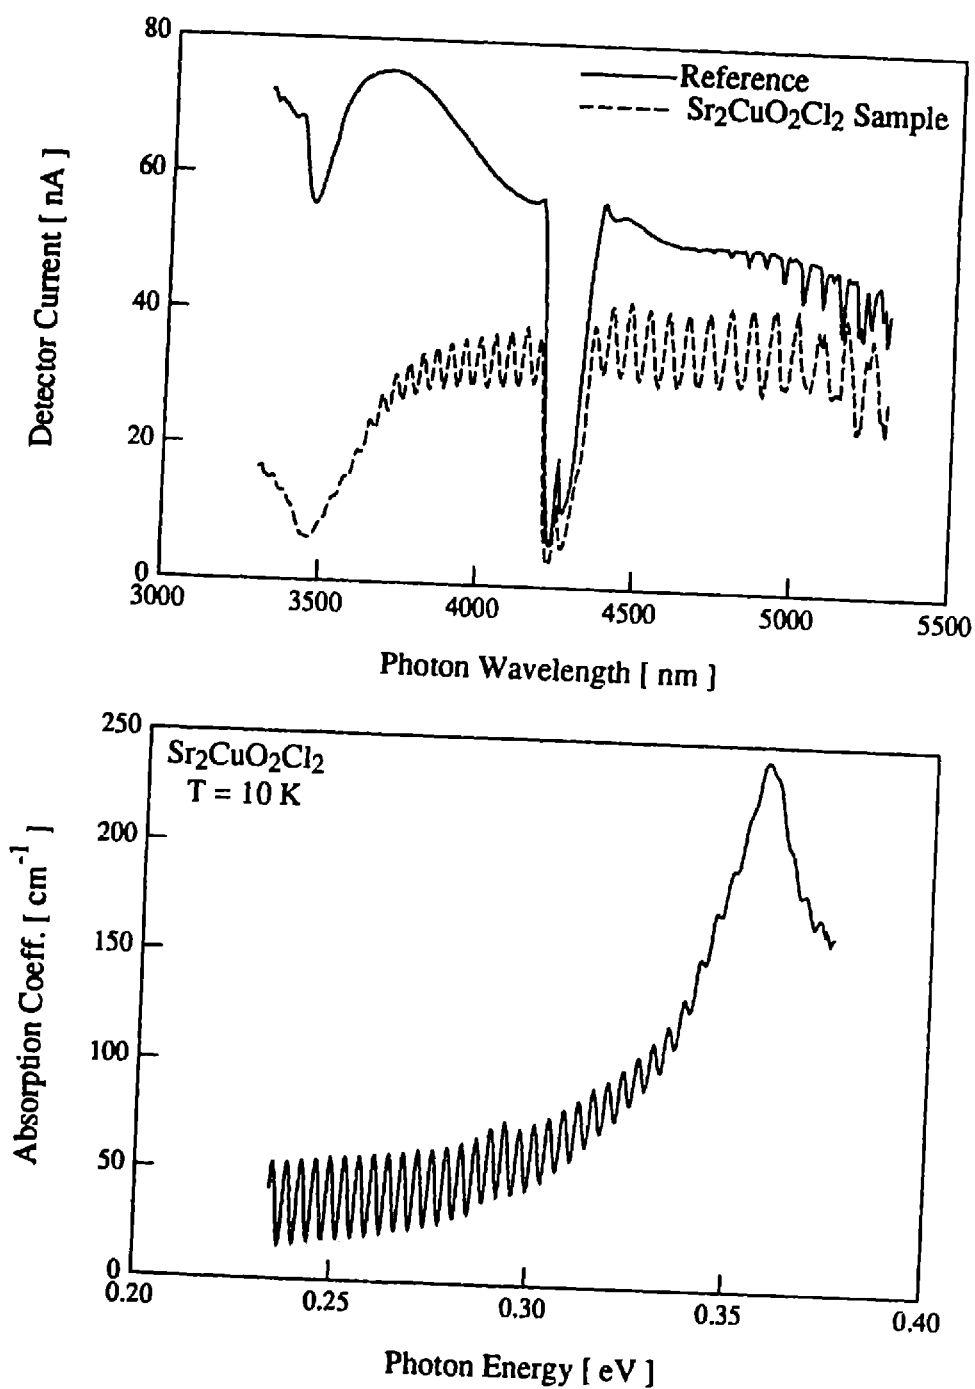 80
Reference
Sr2CuO2Cl2 Sample
60
40
20
0
Detector Current [ nA ]
3000
3500
4000
4500
5000
5500
Photon Wavelength [ nm ]
250
Sr2CuO2Cl2
T = 10 K
200
150
100
50
0
Absorption Coeff. [ cm-1 ]
0.20
0.25
0.30
0.35
0.40
Photon Energy [ eV ]